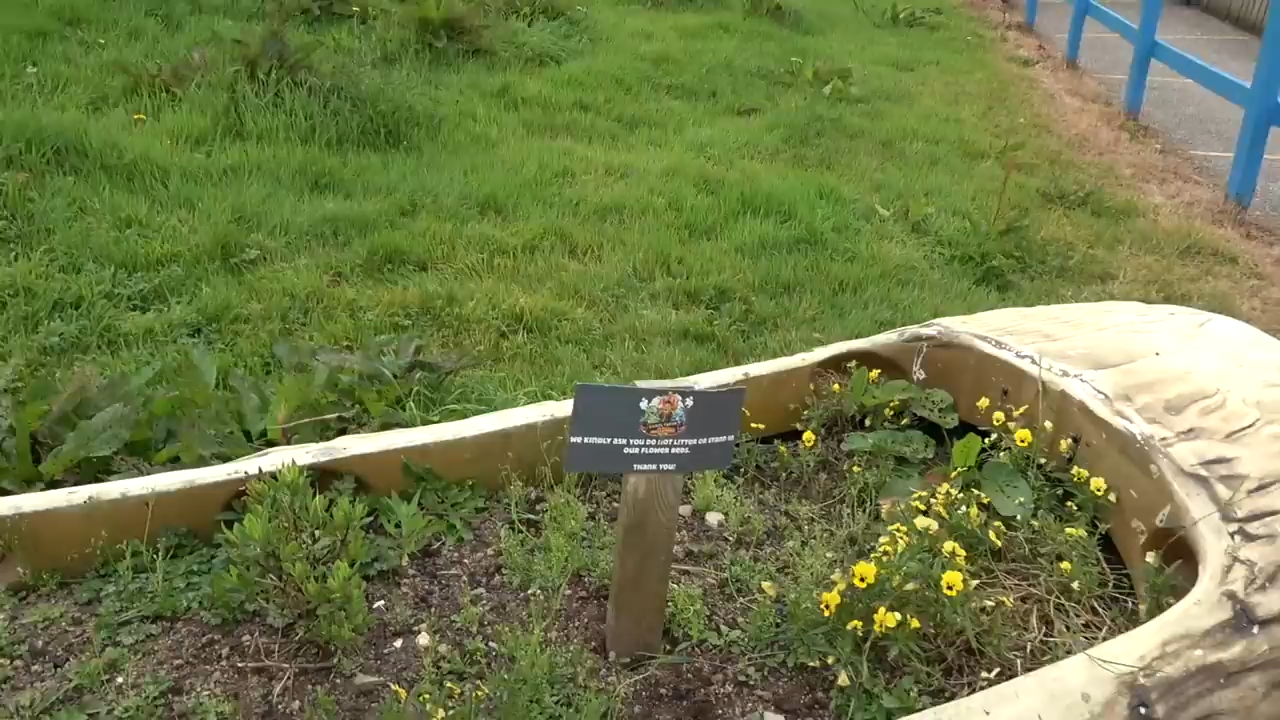 WE KINDLY ASK YOU DO NOT LITTER OR STAND IN
OUR FLOWER BEDS.
THANK YOU!